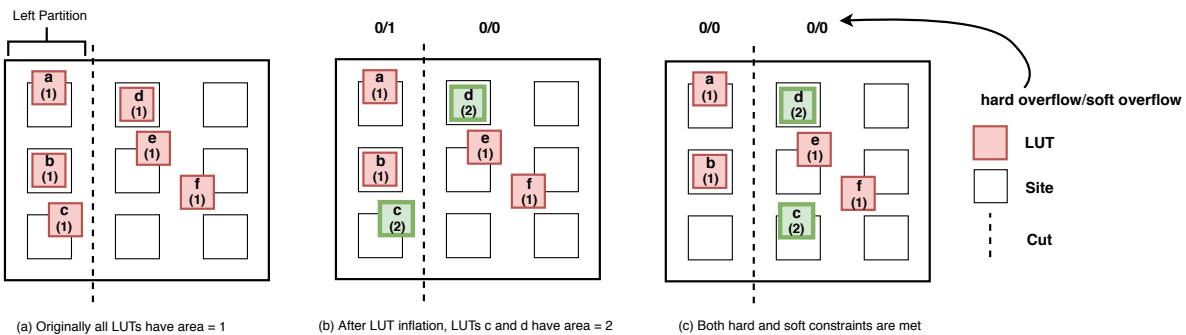 Left Partition
a
(1)
d
(1)
e
(1)
b
(1)
f
(1)
c
(1)
(a) Originally all LUTs have area = 1
0/1 0/0
a
(1)
d
(2)
e
(1)
b
(1)
f
(1)
c
(2)
(b) After LUT inflation, LUTs c and d have area = 2
0/0 0/0
a
(1)
d
(2)
e
(1)
b
(1)
f
(1)
c
(2)
(c) Both hard and soft constraints are met
hard overflow/soft overflow
LUT
Site
Cut